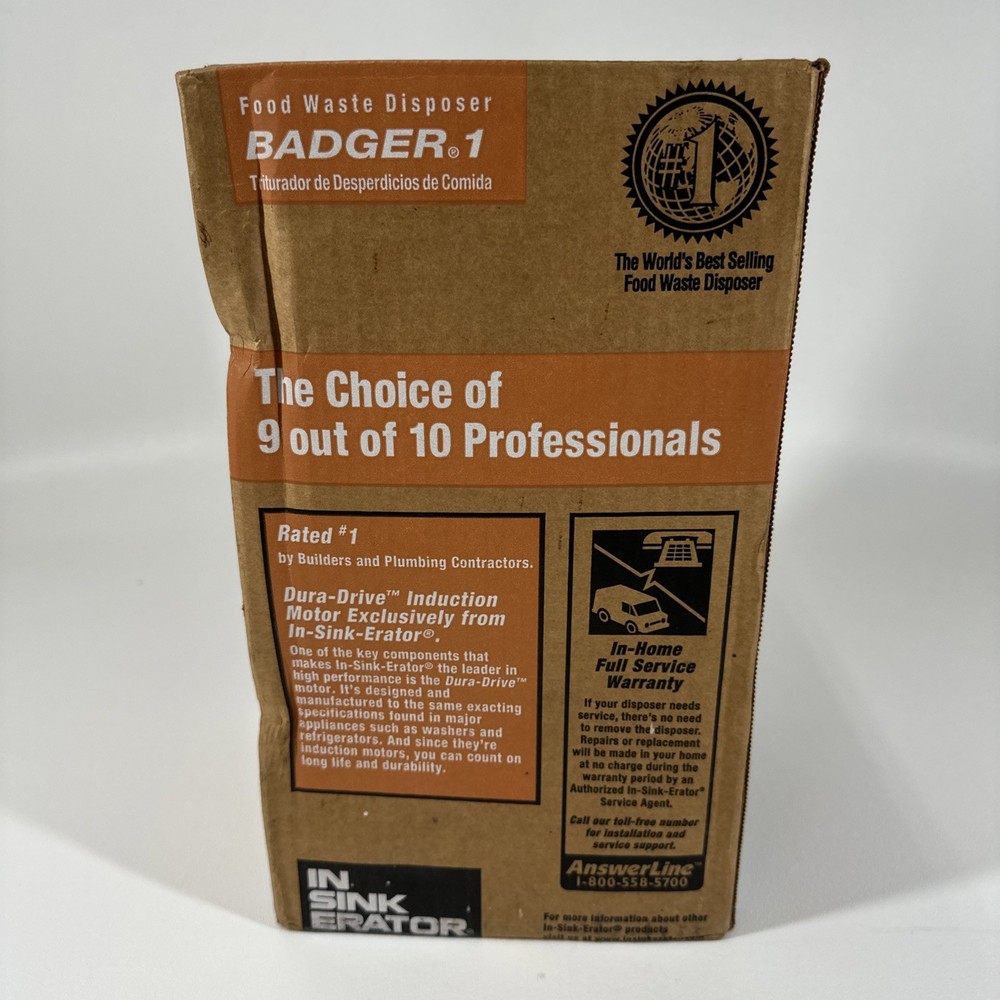 Food Waste Disposer
BADGER® 1
Triturador de Desperdicios de Comida
#1
The World's Best Selling
Food Waste Disposer
The Choice of
9 out of 10 Professionals
Rated #1
by Builders and Plumbing Contractors.
Dura-Drive™ Induction
Motor Exclusively from
In-Sink-Erator®.
One of the key components that
makes In-Sink-Erator® the leader in
high performance is the Dura-Drive™
motor. It's designed and
manufactured to the same exacting
specifications found in major
appliances such as washers and
refrigerators. And since they're
induction motors, you can count on
long life and durability.
In-Home
Full Service
Warranty
If your disposer needs
service, there's no need
to remove the disposer.
Repairs or replacement
will be made in your home
at no charge during the
warranty period by an
Authorized In-Sink-Erator®
Service Agent.
Call our toll-free number
for installation and
service support.
AnswerLine™
1-800-558-5700
IN
SINK
ERATOR®
For more information about other
In-Sink-Erator® products
visit us at